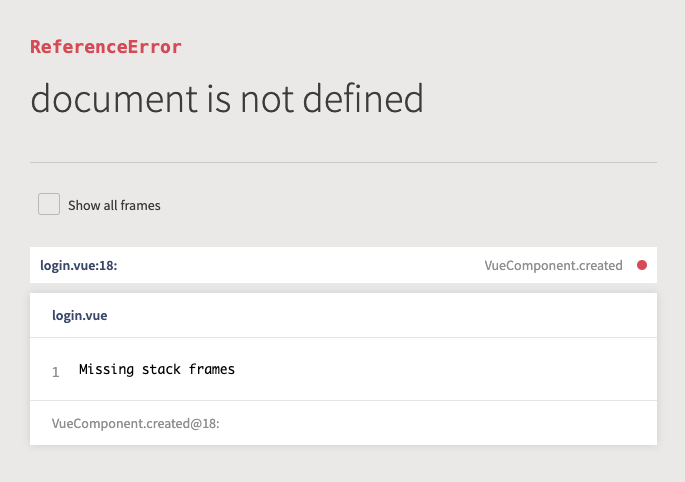 ReferenceError
document is not defined
Show all frames
login.vue:18: VueComponent.created
login.vue
1 Missing stack frames
VueComponent.created@18: